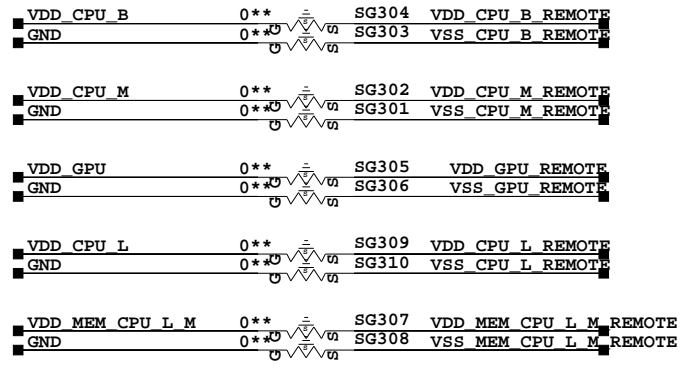 VDD_CPU_B 0** SG304 VDD_CPU_B_REMOTE
GND 0** SG303 VSS_CPU_B_REMOTE
VDD_CPU_M 0** SG302 VDD_CPU_M_REMOTE
GND 0** SG301 VSS_CPU_M_REMOTE
VDD_GPU 0** SG305 VDD_GPU_REMOTE
GND 0** SG306 VSS_GPU_REMOTE
VDD_CPU_L 0** SG309 VDD_CPU_L_REMOTE
GND 0** SG310 VSS_CPU_L_REMOTE
VDD_MEM_CPU_L_M 0** SG307 VDD_MEM_CPU_L_M_REMOTE
GND 0** SG308 VSS_MEM_CPU_L_M_REMOTE